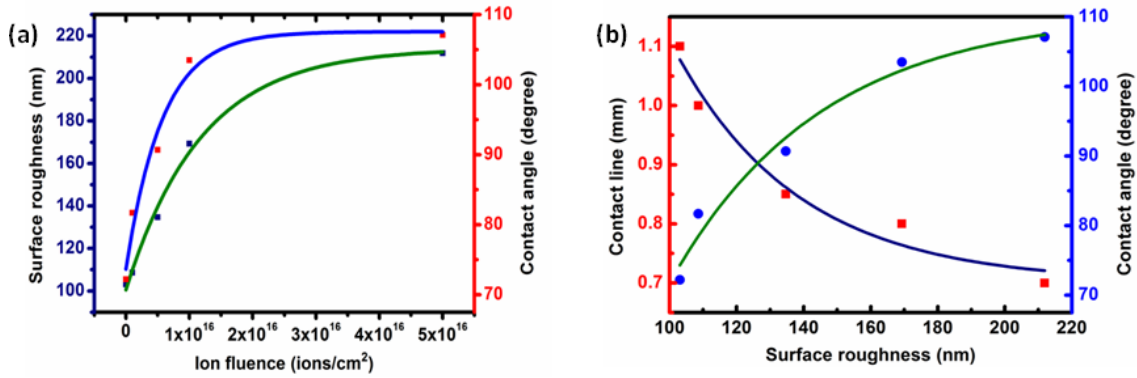 (a)
Surface roughness (nm)
220
200
180
160
140
120
100
0
1x10^16
2x10^16
3x10^16
4x10^16
5x10^16
Ion fluence (ions/cm²)
110
100
90
80
70
Contact angle (degree)
(b)
Contact line (mm)
1.1
1.0
0.9
0.8
0.7
100
120
140
160
180
200
220
Surface roughness (nm)
110
100
90
80
70
Contact angle (degree)